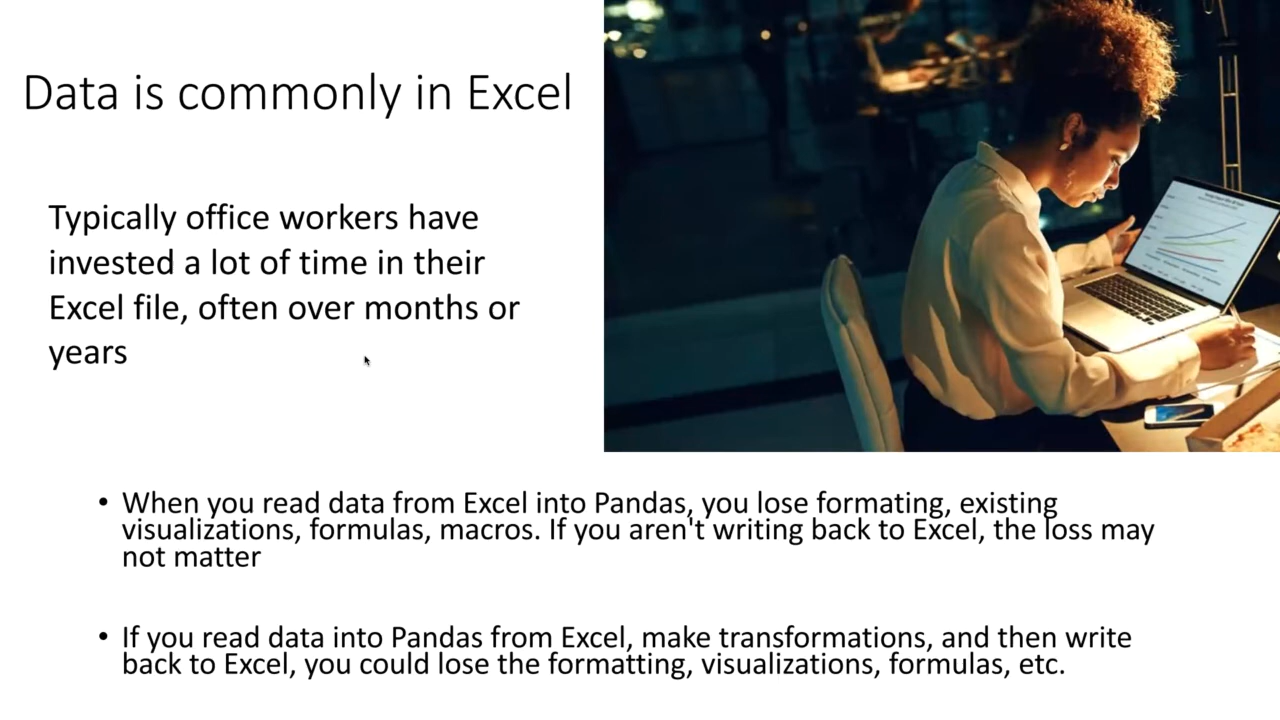 Data is commonly in Excel
Typically office workers have
invested a lot of time in their
Excel file, often over months or
years
• When you read data from Excel into Pandas, you lose formating, existing
visualizations, formulas, macros. If you aren't writing back to Excel, the loss may
not matter
• If you read data into Pandas from Excel, make transformations, and then write
back to Excel, you could lose the formatting, visualizations, formulas, etc.